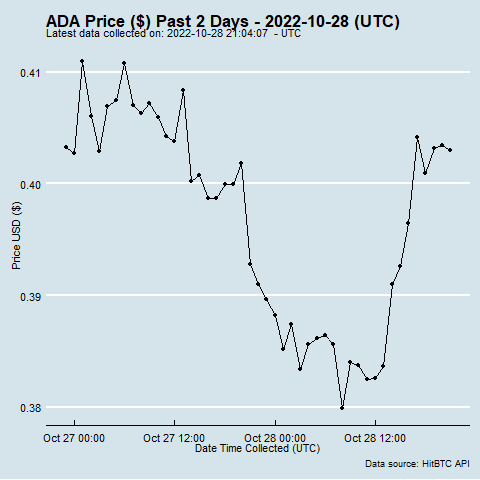 ADA Price ($) Past 2 Days - 2022-10-28 (UTC)
Latest data collected on: 2022-10-28 21:04:07 - UTC
0.41
0.40
0.39
0.38
Price USD ($)
Oct 27 00:00 Oct 27 12:00 Oct 28 00:00 Oct 28 12:00
Date Time Collected (UTC)
Data source: HitBTC API